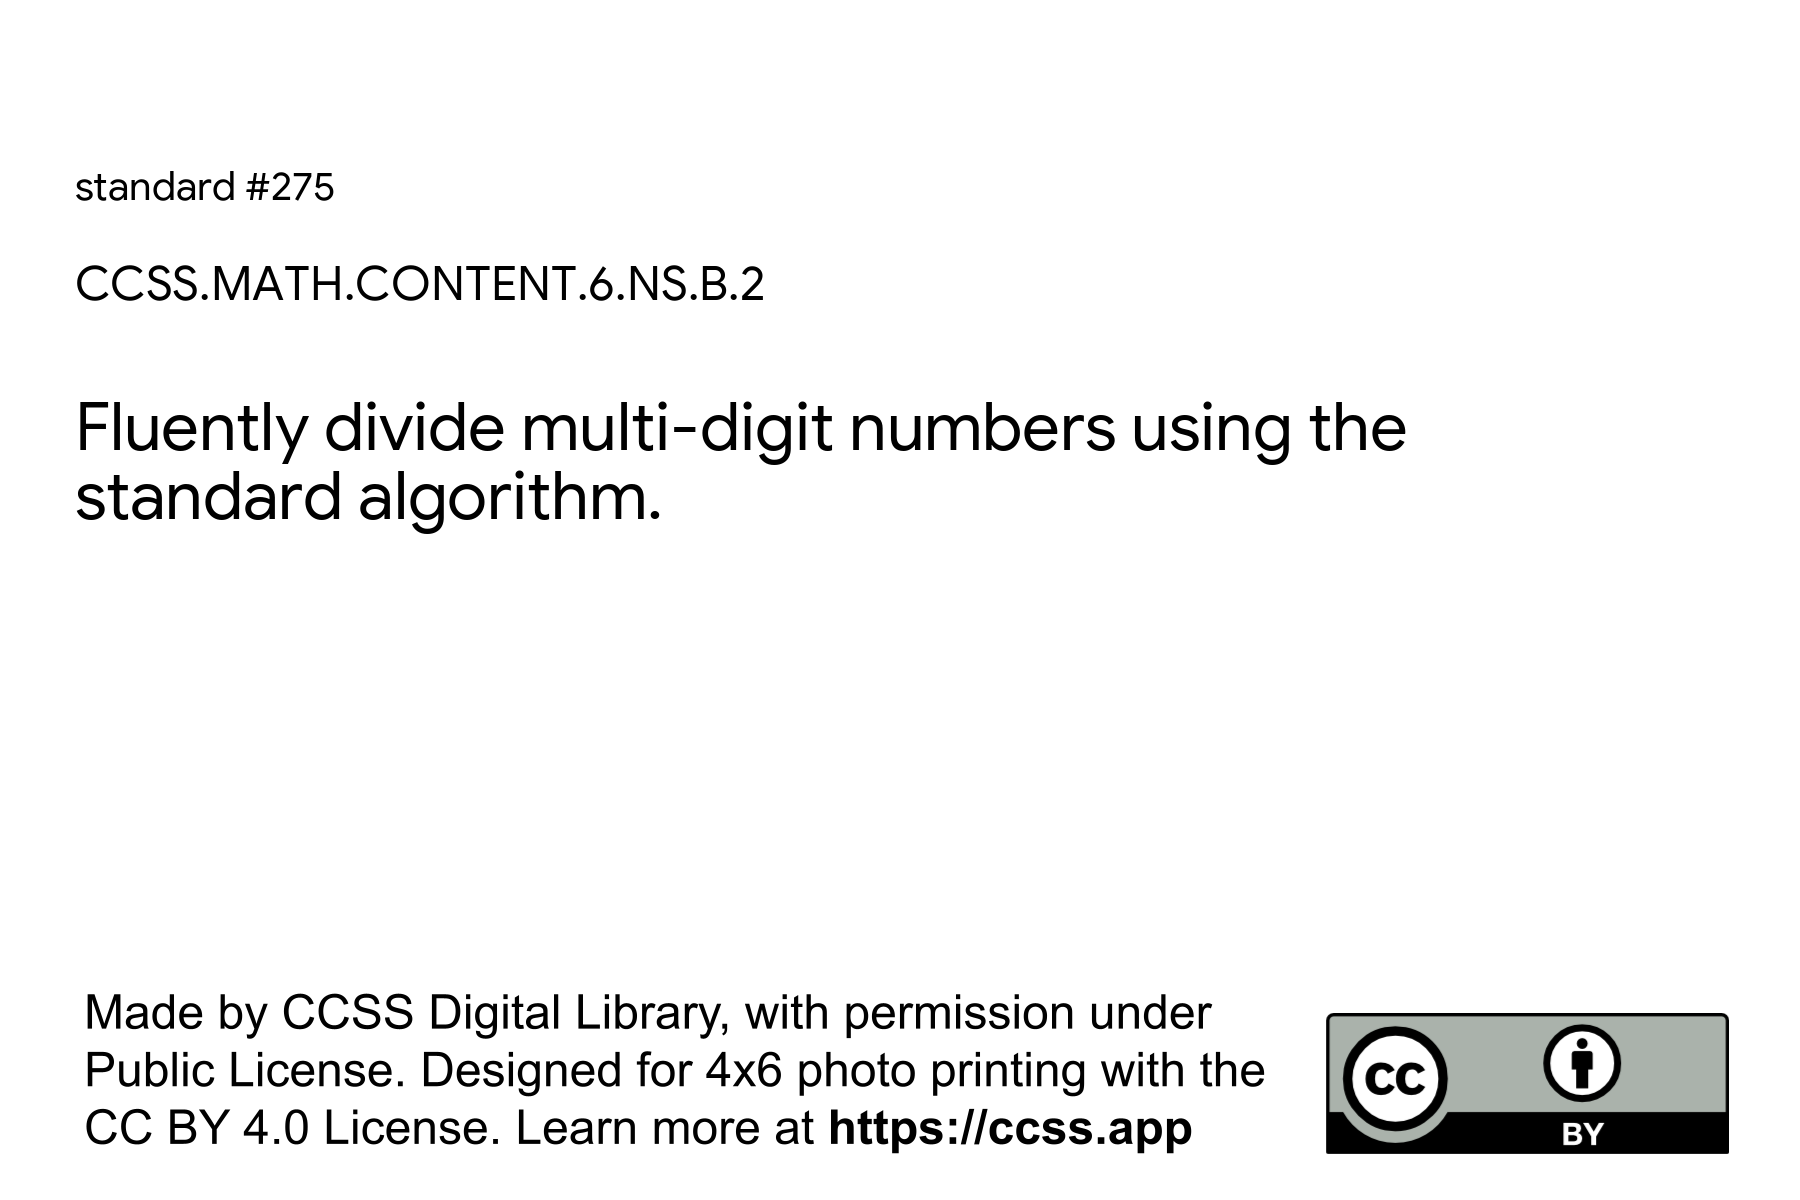 standard #275
CCSS.MATH.CONTENT.6.NS.B.2
Fluently divide multi-digit numbers using the
standard algorithm.
Made by CCSS Digital Library, with permission under
Public License. Designed for 4x6 photo printing with the
CC BY 4.0 License. Learn more at https://ccss.app
CC
BY